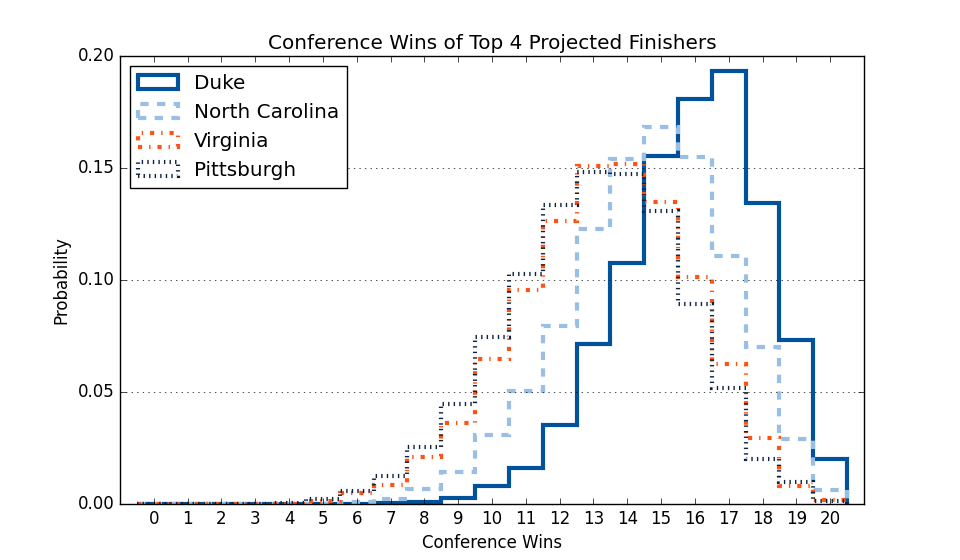 Conference Wins of Top 4 Projected Finishers
0.20
0.15
0.10
0.05
0.00
Probability
Duke
North Carolina
Virginia
Pittsburgh
0 1 2 3 4 5 6 7 8 9 10 11 12 13 14 15 16 17 18 19 20
Conference Wins